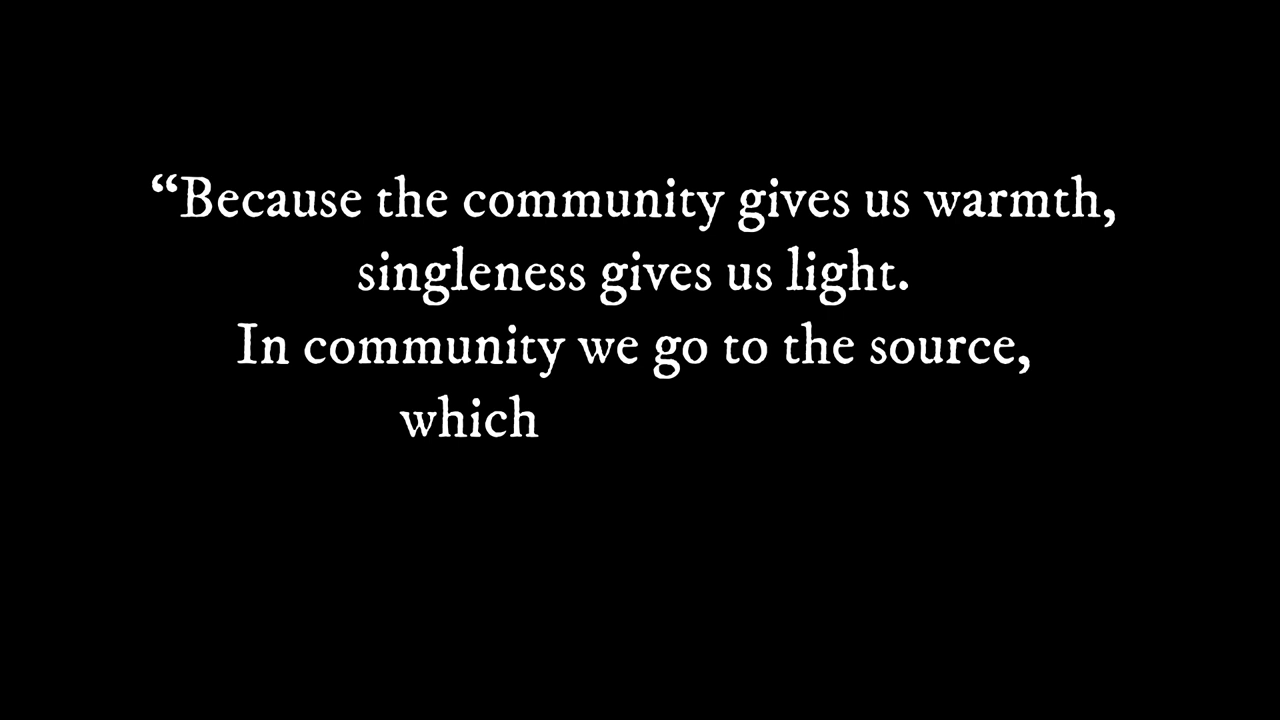 “Because the community gives us warmth,
singleness gives us light.
In community we go to the source,
which